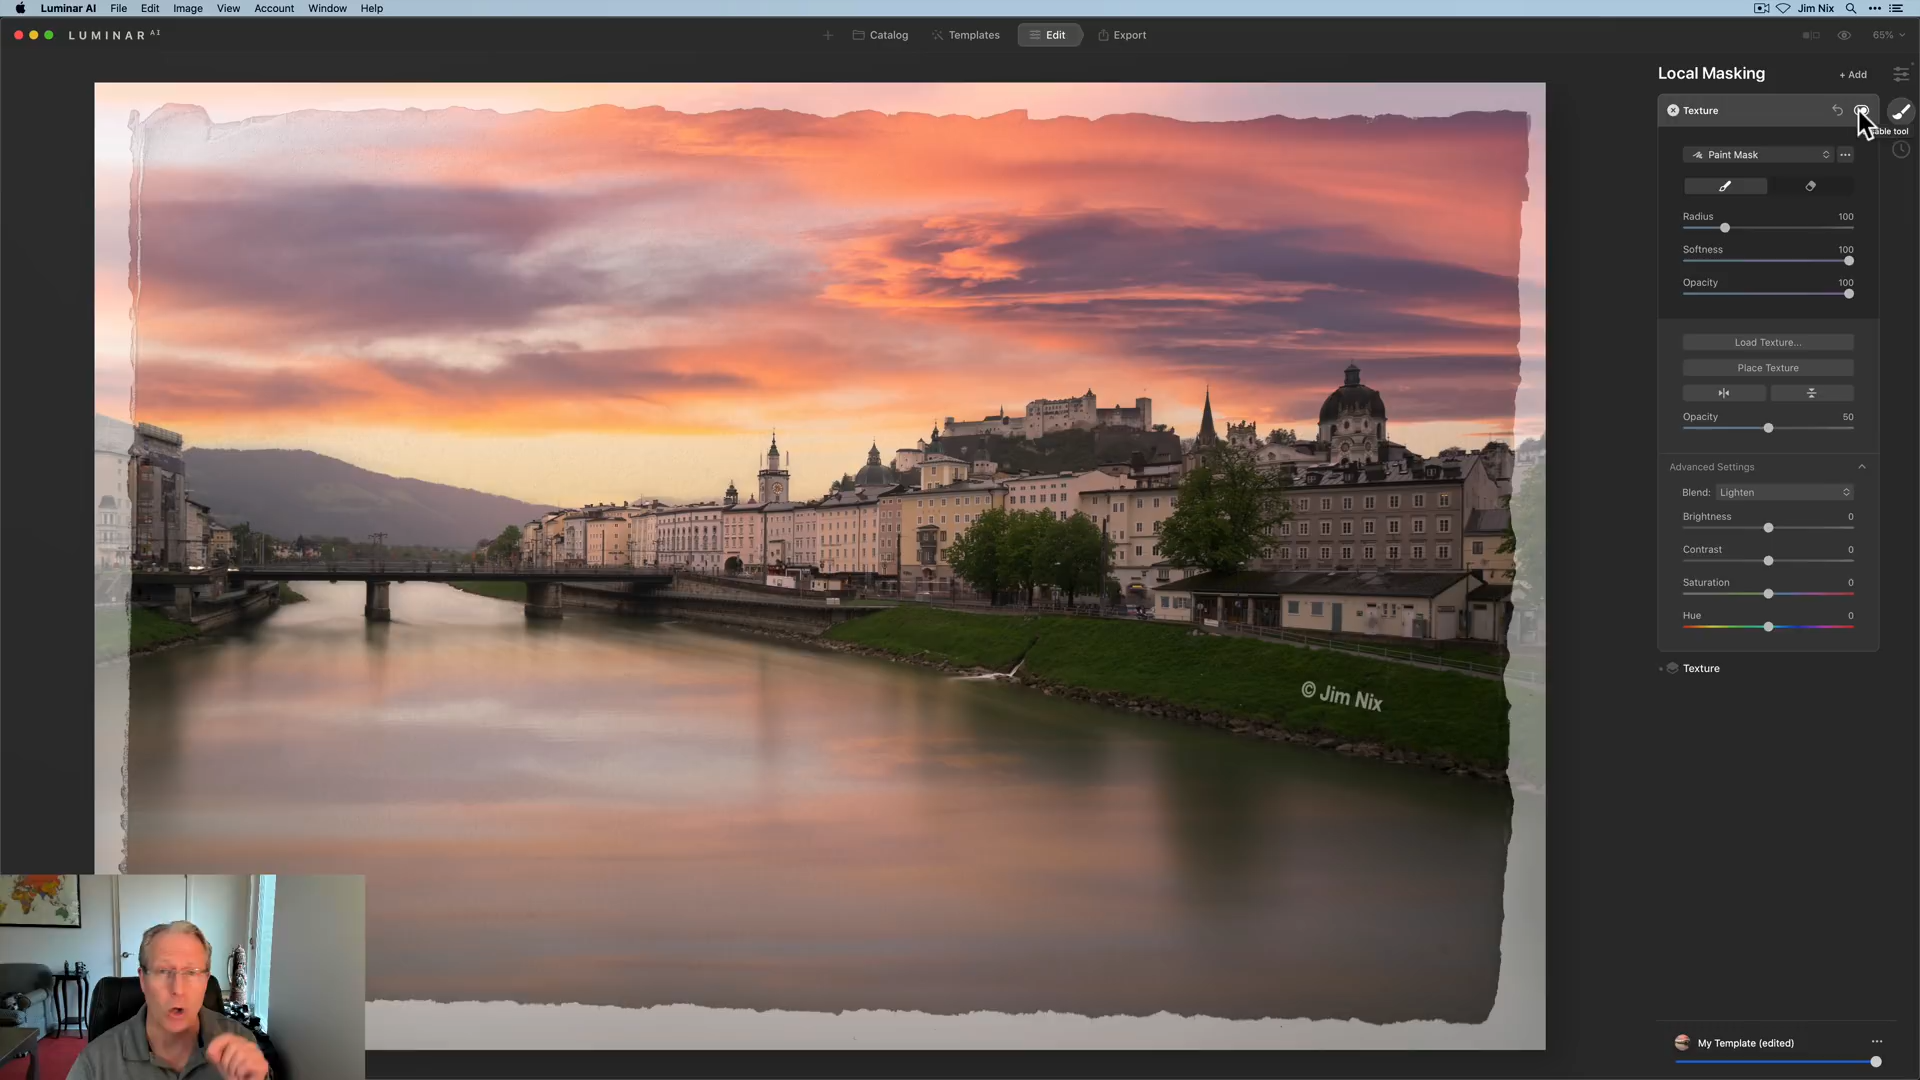 Luminar AI File Edit Image View Account Window Help Jim Nix
LUMINAR AI Catalog Templates Edit Export 65%
Local Masking + Add
Texture
able tool
Paint Mask
Radius 100
Softness 100
Opacity 100
Load Texture...
Place Texture
Opacity 50
Advanced Settings
Blend: Lighten
Brightness 0
Contrast 0
Saturation 0
Hue 0
Texture
© Jim Nix
My Template (edited)